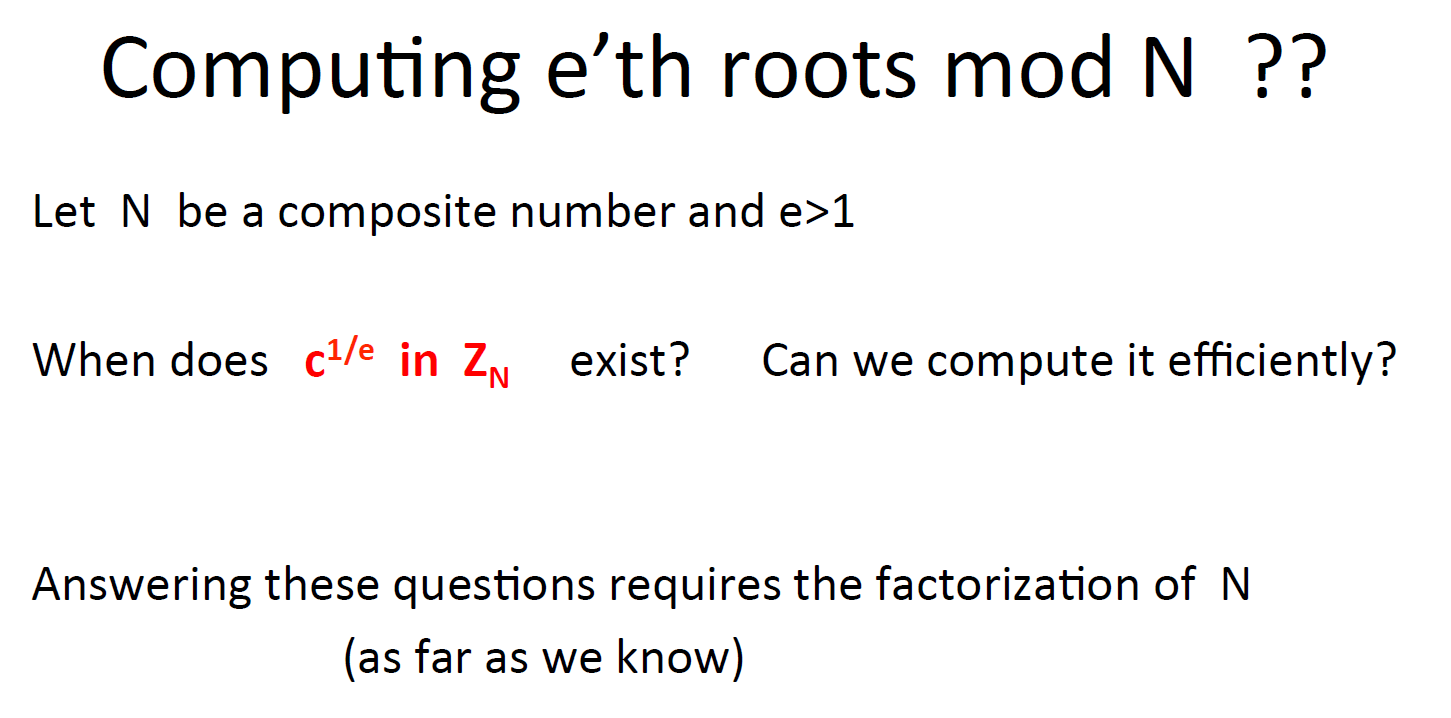 Computing e’th roots mod N ??
Let N be a composite number and e>1
When does c^{1/e} in Z_N exist? Can we compute it efficiently?
Answering these questions requires the factorization of N
(as far as we know)